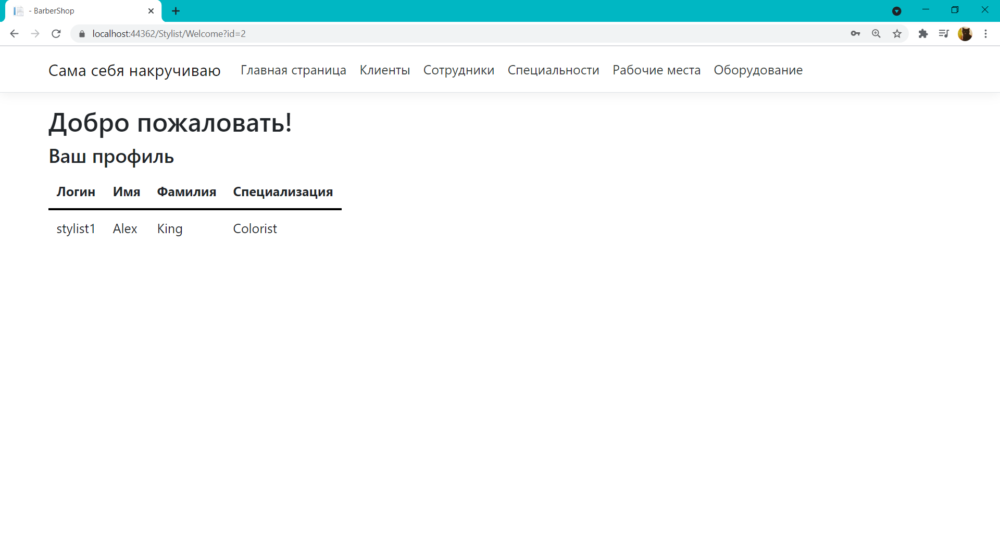 - BarberShop
localhost:44362/Stylist/Welcome?id=2
Сама себя накручиваю Главная страница Клиенты Сотрудники Специальности Рабочие места Оборудование
Добро пожаловать!
Ваш профиль
Логин Имя Фамилия Специализация
stylist1 Alex King Colorist